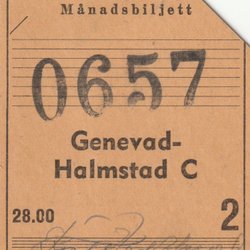 Månadsbiljett
0657
Genevad-
Halmstad C
28.00 2